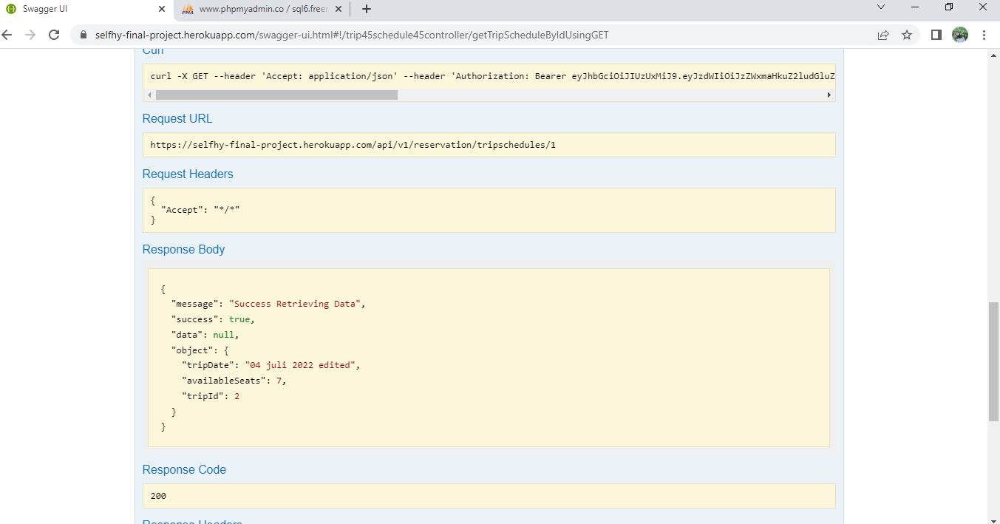 Swagger UI
www.phpmyadmin.co / sql6.freen
selfhy-final-project.herokuapp.com/swagger-ui.html#!/trip45schedule45controller/getTripScheduleByIdUsingGET
Curl
curl -X GET --header 'Accept: application/json' --header 'Authorization: Bearer eyJhbGciOiJIUzUxMiJ9.eyJzdWIiOiJzZWxmaHkuZ2ludGluZ
Request URL
https://selfhy-final-project.herokuapp.com/api/v1/reservation/tripschedules/1
Request Headers
{
"Accept": "*/*"
}
Response Body
{
"message": "Success Retrieving Data",
"success": true,
"data": null,
"object": {
"tripDate": "04 juli 2022 edited",
"availableSeats": 7,
"tripId": 2
}
}
Response Code
200
Response Headers